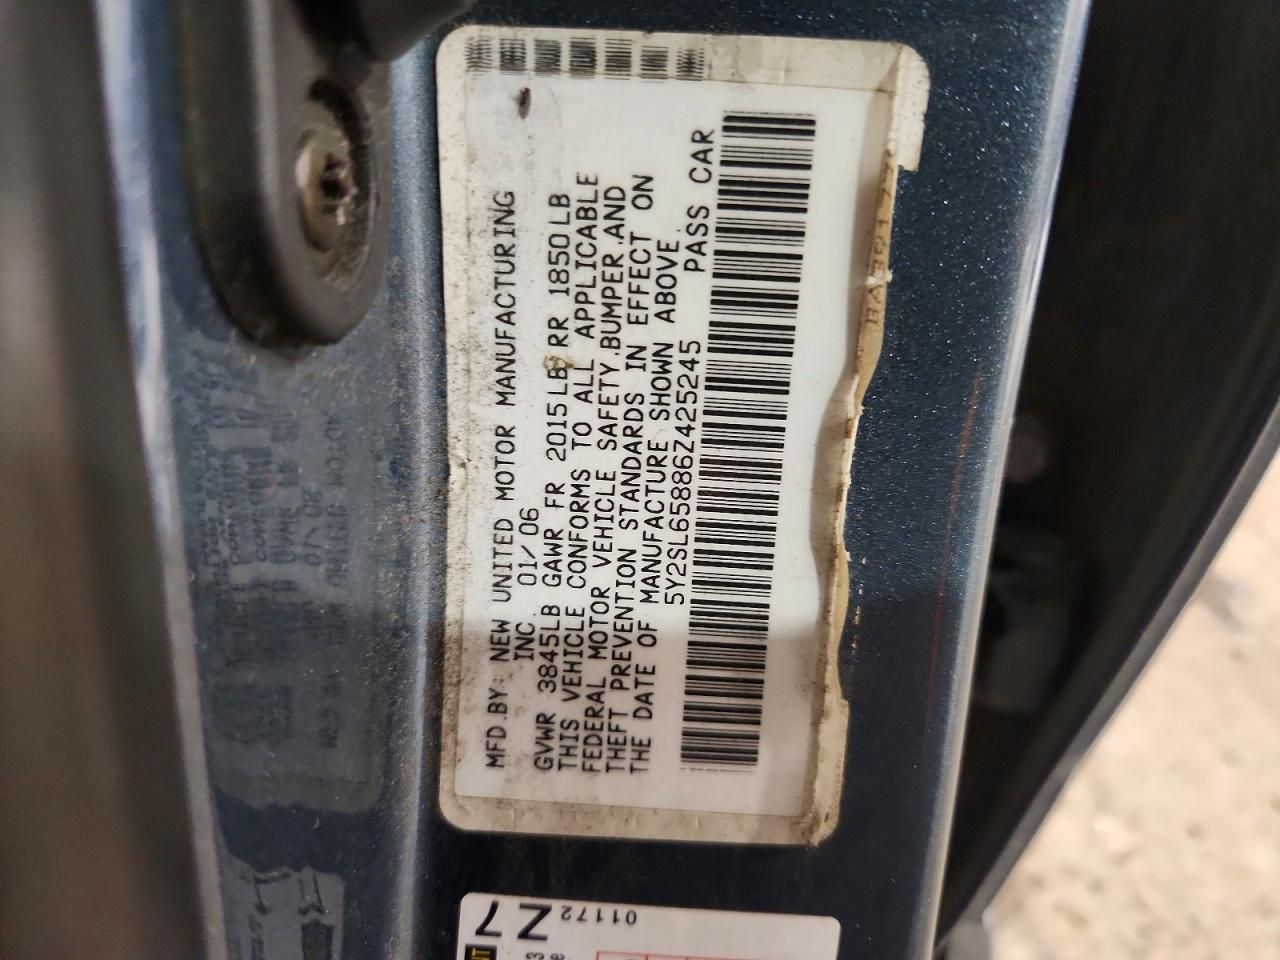 MFD.BY: NEW UNITED MOTOR MANUFACTURING
INC. 01/06
GVWR 3845LB GAWR FR 2015LB RR 1850LB
THIS VEHICLE CONFORMS TO ALL APPLICABLE
FEDERAL MOTOR VEHICLE SAFETY,BUMPER,AND
THEFT PREVENTION STANDARDS IN EFFECT ON
THE DATE OF MANUFACTURE SHOWN ABOVE.
5Y2SL65886Z425245 PASS CAR
Z7
01172